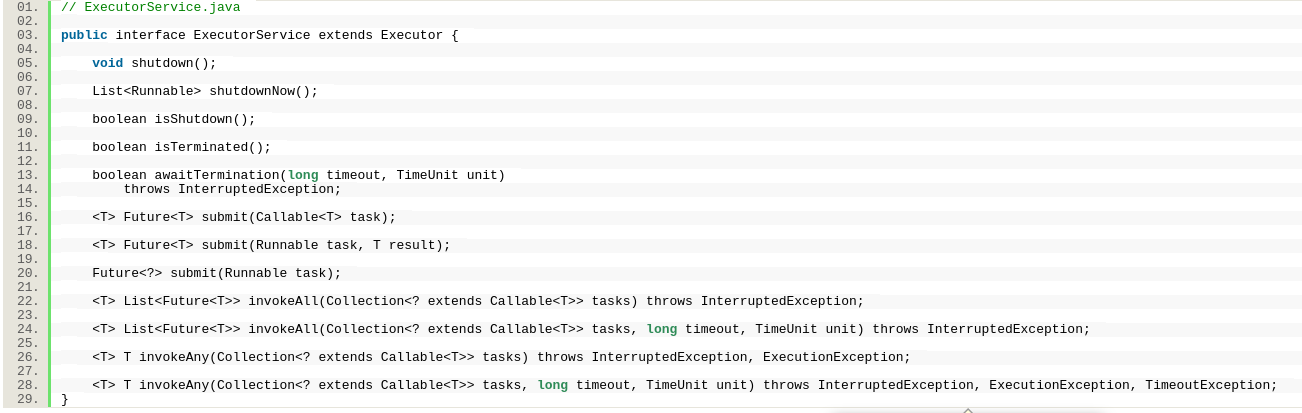 01. // ExecutorService.java
02.
03. public interface ExecutorService extends Executor {
04.
05.     void shutdown();
06.
07.     List<Runnable> shutdownNow();
08.
09.     boolean isShutdown();
10.
11.     boolean isTerminated();
12.
13.     boolean awaitTermination(long timeout, TimeUnit unit)
14.         throws InterruptedException;
15.
16.     <T> Future<T> submit(Callable<T> task);
17.
18.     <T> Future<T> submit(Runnable task, T result);
19.
20.     Future<?> submit(Runnable task);
21.
22.     <T> List<Future<T>> invokeAll(Collection<? extends Callable<T>> tasks) throws InterruptedException;
23.
24.     <T> List<Future<T>> invokeAll(Collection<? extends Callable<T>> tasks, long timeout, TimeUnit unit) throws InterruptedException;
25.
26.     <T> T invokeAny(Collection<? extends Callable<T>> tasks) throws InterruptedException, ExecutionException;
27.
28.     <T> T invokeAny(Collection<? extends Callable<T>> tasks, long timeout, TimeUnit unit) throws InterruptedException, ExecutionException, TimeoutException;
29. }